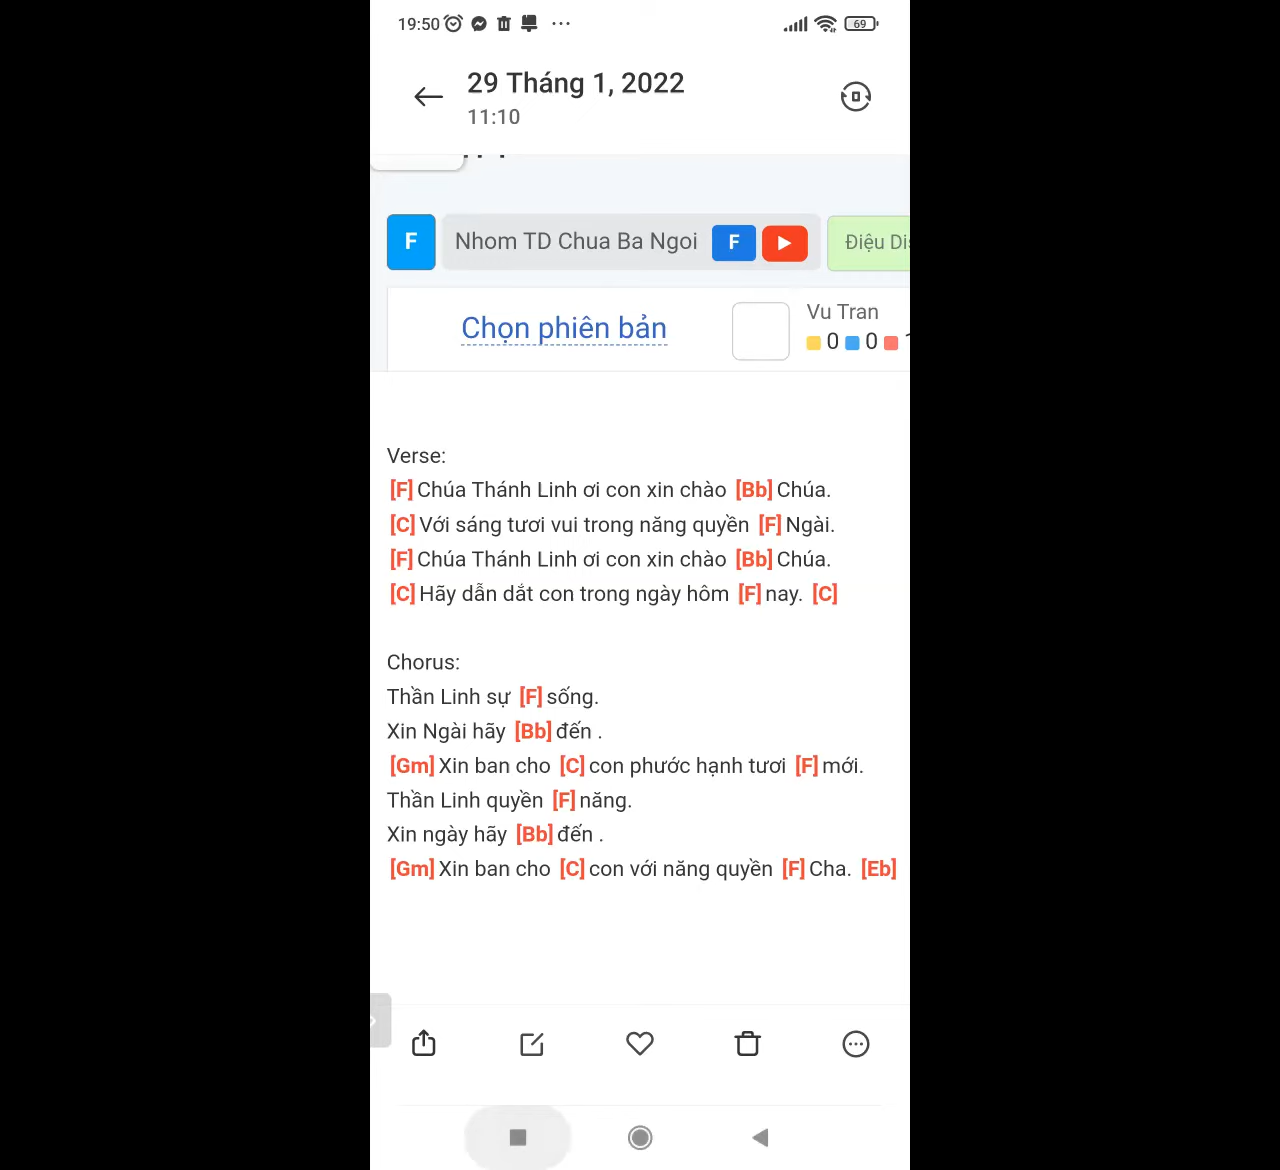 19:50
69
29 Tháng 1, 2022
11:10
F Nhom TD Chua Ba Ngoi F Điệu Dis
Chọn phiên bản
Vu Tran
0 0
Verse:
[F]Chúa Thánh Linh ơi con xin chào [Bb]Chúa.
[C]Với sáng tươi vui trong năng quyền [F]Ngài.
[F]Chúa Thánh Linh ơi con xin chào [Bb]Chúa.
[C]Hãy dẫn dắt con trong ngày hôm [F]nay. [C]
Chorus:
Thần Linh sự [F]sống.
Xin Ngài hãy [Bb]đến .
[Gm]Xin ban cho [C]con phước hạnh tươi [F]mới.
Thần Linh quyền [F]năng.
Xin ngày hãy [Bb]đến .
[Gm]Xin ban cho [C]con với năng quyền [F]Cha. [Eb]